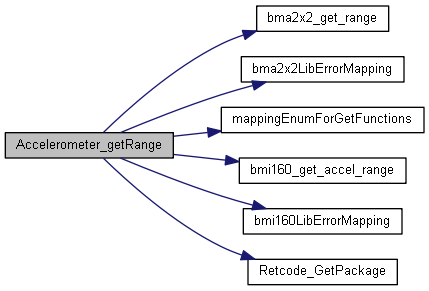 bma2x2_get_range
bma2x2LibErrorMapping
mappingEnumForGetFunctions
Accelerometer_getRange
bmi160_get_accel_range
bmi160LibErrorMapping
Retcode_GetPackage